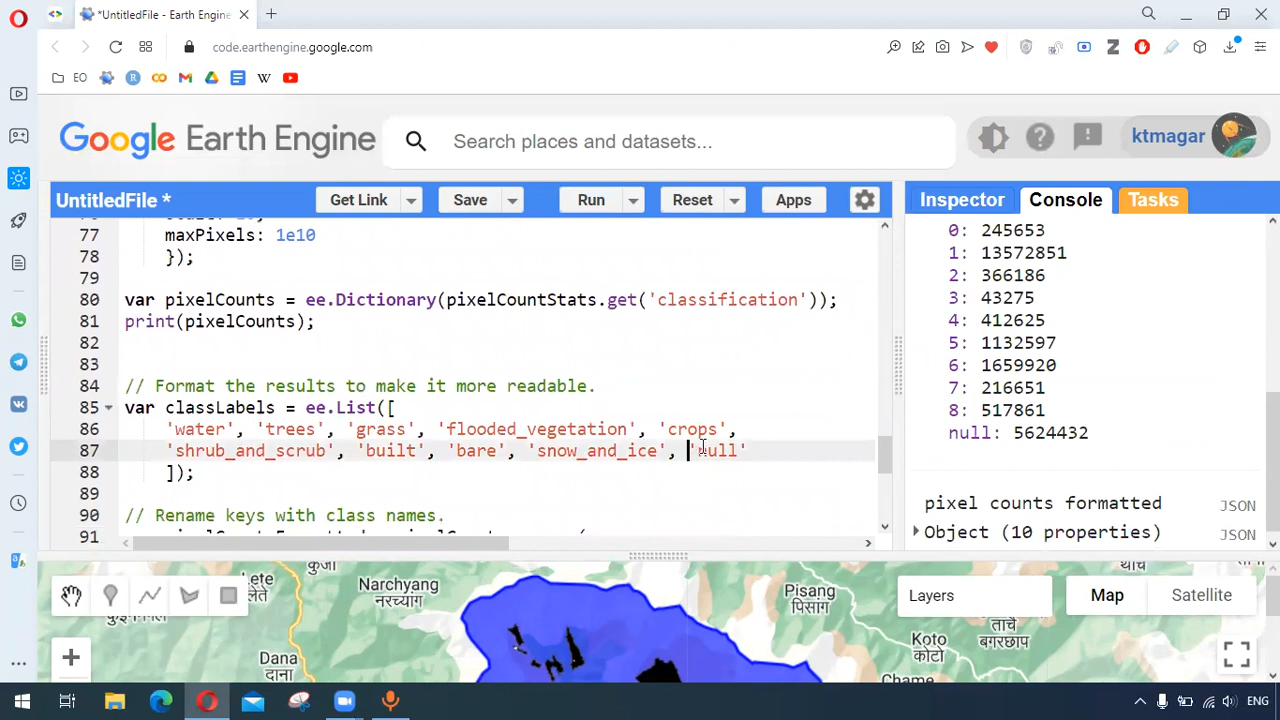 *UntitledFile - Earth Engine
code.earthengine.google.com
EO
Google Earth Engine
Search places and datasets...
ktmagar
UntitledFile *
Get Link
Save
Run
Reset
Apps
Inspector
Console
Tasks
77 maxPixels: 1e10
78 });
79
80 var pixelCounts = ee.Dictionary(pixelCountStats.get('classification'));
81 print(pixelCounts);
82
83
84 // Format the results to make it more readable.
85 var classLabels = ee.List([
86 'water', 'trees', 'grass', 'flooded_vegetation', 'crops',
87 'shrub_and_scrub', 'built', 'bare', 'snow_and_ice', 'null'
88 ]);
89
90 // Rename keys with class names.
91
0: 245653
1: 13572851
2: 366186
3: 43275
4: 412625
5: 1132597
6: 1659920
7: 216651
8: 517861
null: 5624432
pixel counts formatted JSON
Object (10 properties) JSON
Lete
लेते
Narchyang
नरच्याङ्ग
Dana
दाना
Pisang
पिसाङ्ग
Koto
कोटो
Chame
Layers
Map
Satellite
ENG